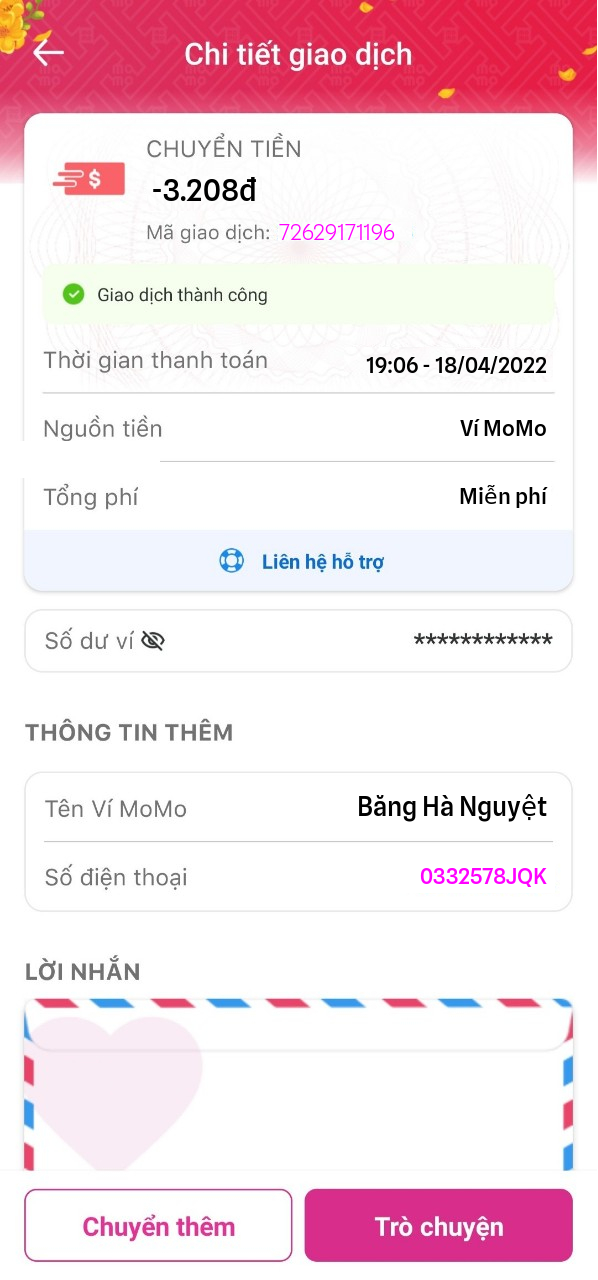 Chi tiết giao dịch
CHUYỂN TIỀN
-3.208đ
Mã giao dịch: 72629171196
Giao dịch thành công
Thời gian thanh toán 19:06 - 18/04/2022
Nguồn tiền Ví MoMo
Tổng phí Miễn phí
Liên hệ hỗ trợ
Số dư ví ************
THÔNG TIN THÊM
Tên Ví MoMo Băng Hà Nguyệt
Số điện thoại 0332578JQK
LỜI NHẮN
Chuyển thêm Trò chuyện